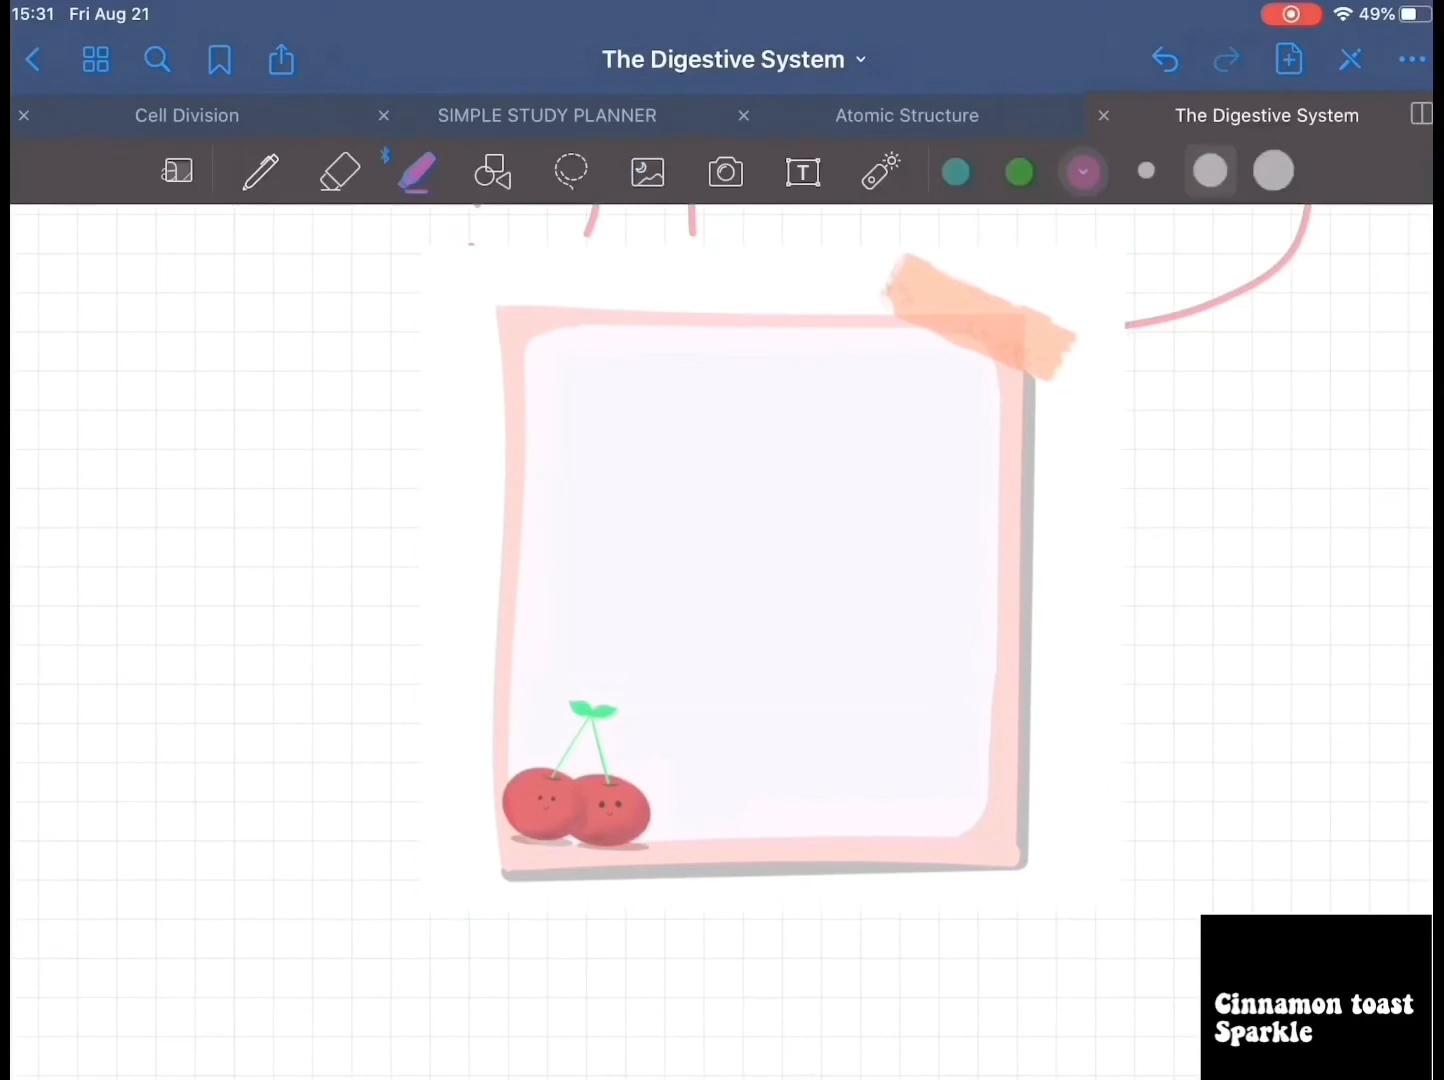 15:31 Fri Aug 21 49%
The Digestive System
Cell Division SIMPLE STUDY PLANNER Atomic Structure The Digestive System
T
Cinnamon toast
Sparkle